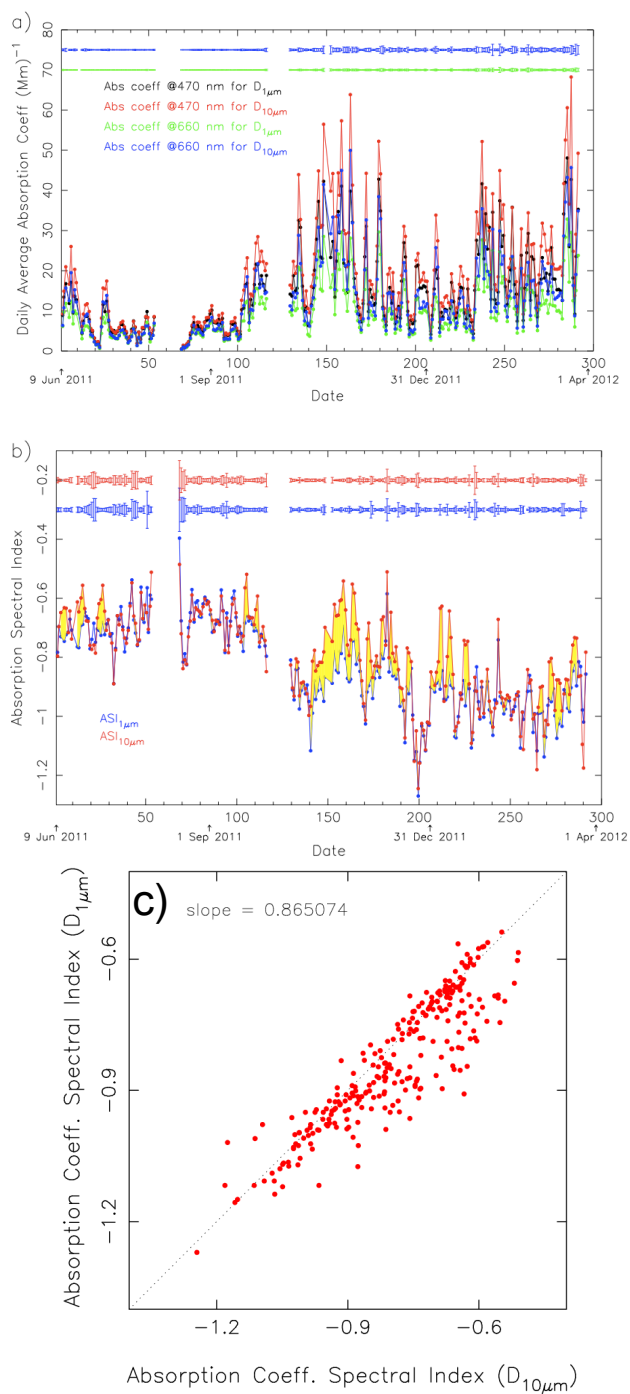 a)
Daily Average Absorption Coeff (Mm)⁻¹
80
70
60
50
40
30
20
10
0
Abs coeff @470 nm for D1μm
Abs coeff @470 nm for D10μm
Abs coeff @660 nm for D1μm
Abs coeff @660 nm for D10μm
50 100 150 200 250 300
9 Jun 2011 1 Sep 2011 31 Dec 2011 1 Apr 2012
Date
b)
Absorption Spectral Index
−0.2
−0.4
−0.6
−0.8
−1
−1.2
ASI1μm
ASI10μm
50 100 150 200 250 300
9 Jun 2011 1 Sep 2011 31 Dec 2011 1 Apr 2012
Date
c)
slope = 0.865074
Absorption Coeff. Spectral Index (D1μm)
−0.6
−0.9
−1.2
−1.2 −0.9 −0.6
Absorption Coeff. Spectral Index (D10μm)